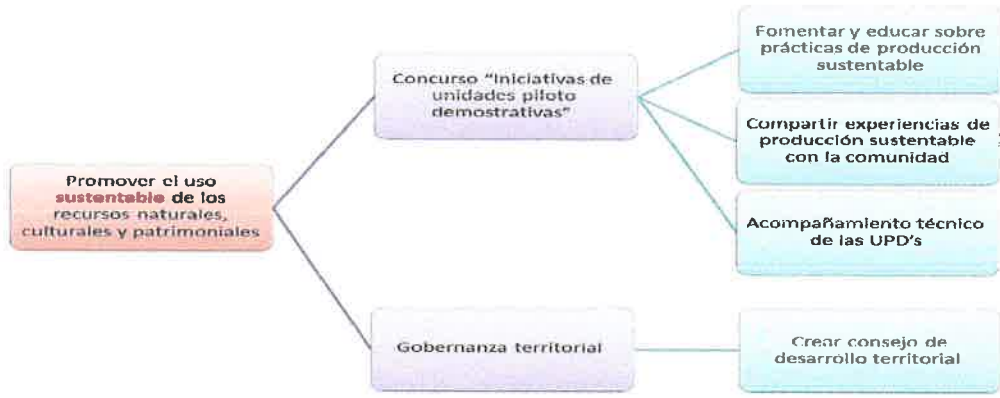 Promover el uso
sustentable de los
recursos naturales,
culturales y patrimoniales
Concurso "Iniciativas de
unidades piloto
demostrativas"
Gobernanza territorial
Fomentar y educar sobre
prácticas de producción
sustentable
Compartir experiencias de
producción sustentable
con la comunidad
Acompañamiento técnico
de las UPD's
Crear consejo de
desarrollo territorial